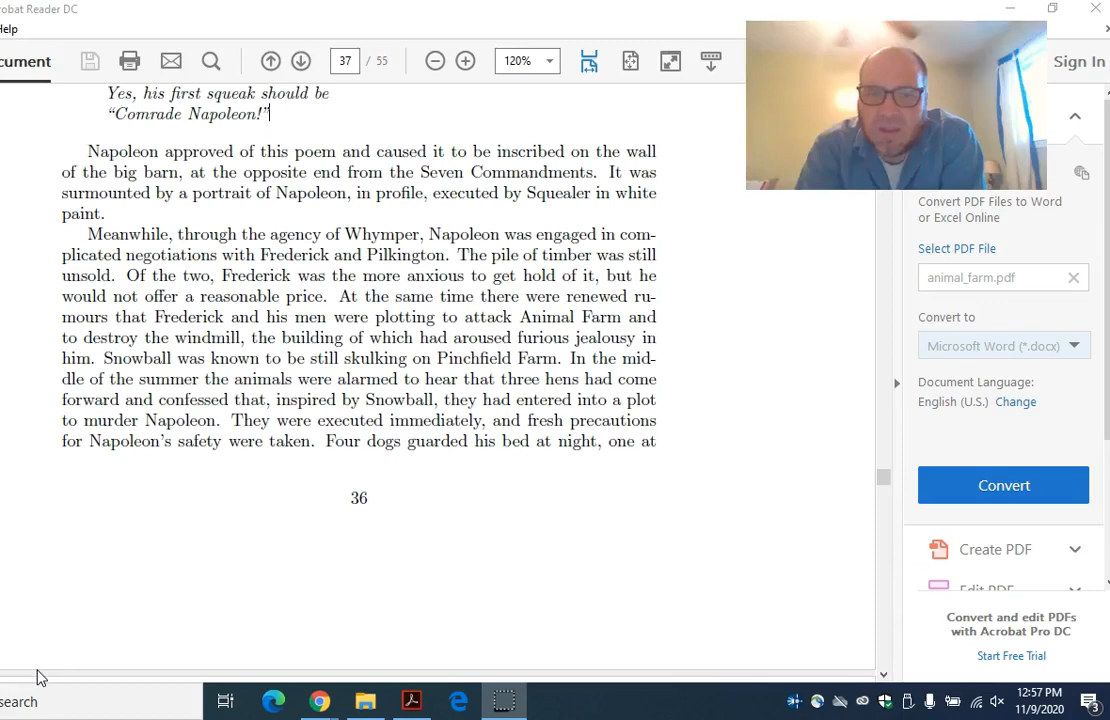 crobat Reader DC
Help
cument
37 / 55
120%
Sign In
Yes, his first squeak should be
“Comrade Napoleon!”
Napoleon approved of this poem and caused it to be inscribed on the wall
of the big barn, at the opposite end from the Seven Commandments. It was
surmounted by a portrait of Napoleon, in profile, executed by Squealer in white
paint.
Meanwhile, through the agency of Whymper, Napoleon was engaged in com-
plicated negotiations with Frederick and Pilkington. The pile of timber was still
unsold. Of the two, Frederick was the more anxious to get hold of it, but he
would not offer a reasonable price. At the same time there were renewed ru-
mours that Frederick and his men were plotting to attack Animal Farm and
to destroy the windmill, the building of which had aroused furious jealousy in
him. Snowball was known to be still skulking on Pinchfield Farm. In the mid-
dle of the summer the animals were alarmed to hear that three hens had come
forward and confessed that, inspired by Snowball, they had entered into a plot
to murder Napoleon. They were executed immediately, and fresh precautions
for Napoleon’s safety were taken. Four dogs guarded his bed at night, one at
36
Convert PDF Files to Word
or Excel Online
Select PDF File
animal_farm.pdf
Convert to
Microsoft Word (*.docx)
Document Language:
English (U.S.) Change
Convert
Create PDF
Edit PDF
Convert and edit PDFs
with Acrobat Pro DC
Start Free Trial
search
12:57 PM
11/9/2020
3